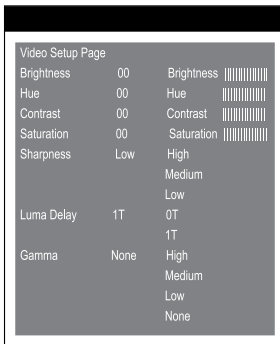 Video Setup Page
Brightness 00 Brightness
Hue 00 Hue
Contrast 00 Contrast
Saturation 00 Saturation
Sharpness Low High
Medium
Low
Luma Delay 1T 0T
1T
Gamma None High
Medium
Low
None